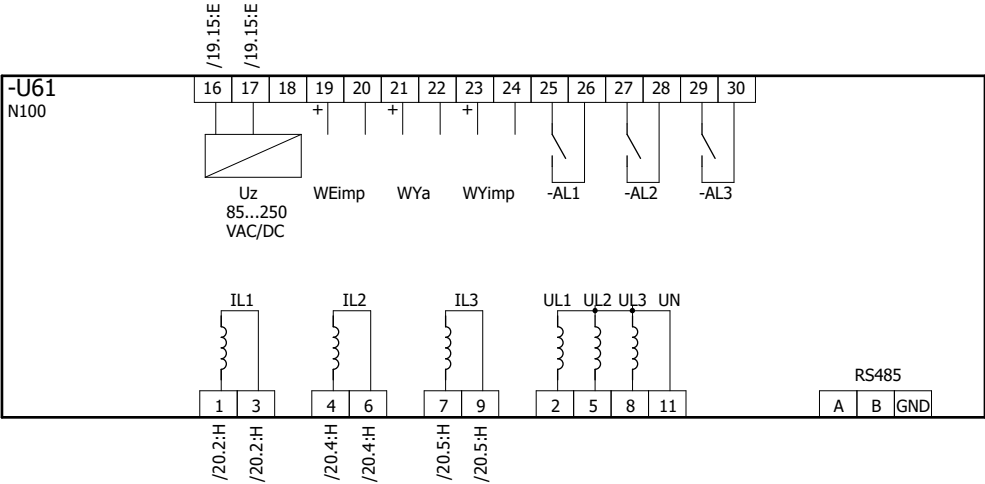 /19.15:E /19.15:E
-U61
N100
16 17 18 19 20 21 22 23 24 25 26 27 28 29 30
+ + +
Uz WEimp WYa WYimp -AL1 -AL2 -AL3
85...250
VAC/DC
IL1 IL2 IL3 UL1 UL2 UL3 UN
RS485
1 3 4 6 7 9 2 5 8 11 A B GND
/20.2:H /20.2:H /20.4:H /20.4:H /20.5:H /20.5:H